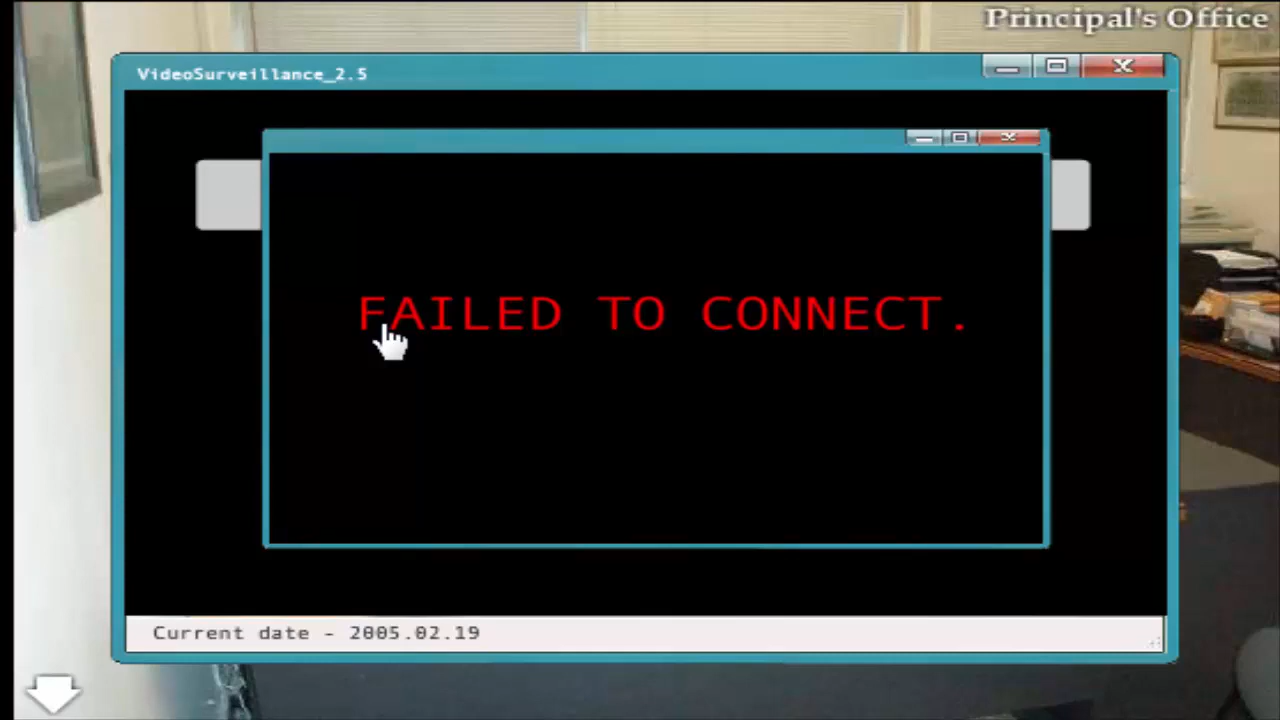 Principal's Office
VideoSurveillance_2.5
FAILED TO CONNECT.
Current date - 2005.02.19